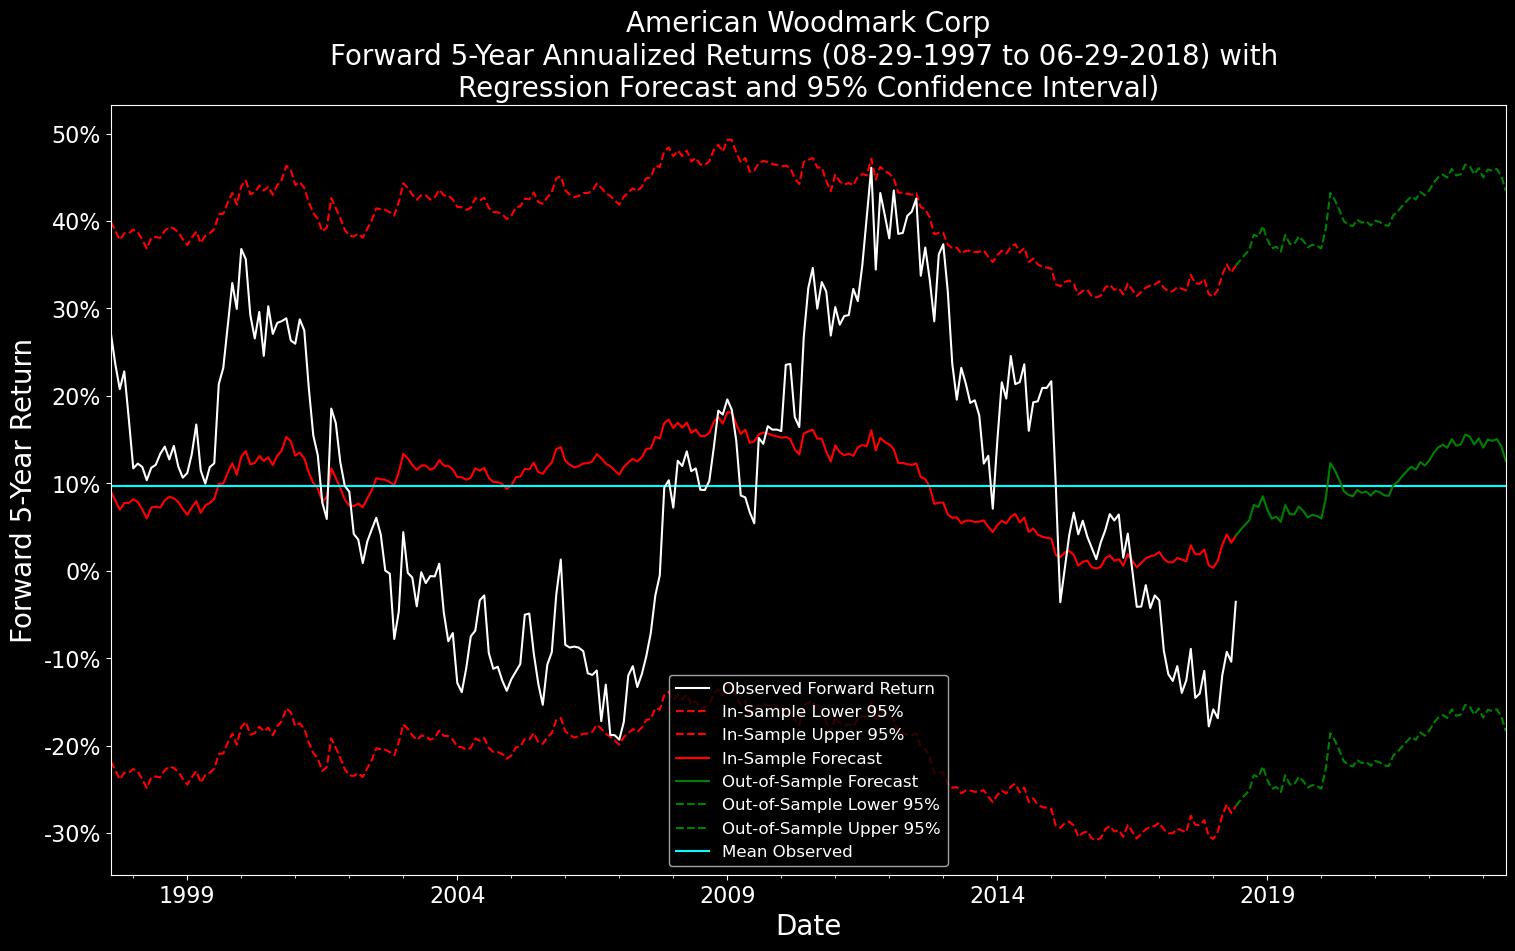 American Woodmark Corp
Forward 5-Year Annualized Returns (08-29-1997 to 06-29-2018) with
Regression Forecast and 95% Confidence Interval)
Forward 5-Year Return
50%
40%
30%
20%
10%
0%
-10%
-20%
-30%
Observed Forward Return
In-Sample Lower 95%
In-Sample Upper 95%
In-Sample Forecast
Out-of-Sample Forecast
Out-of-Sample Lower 95%
Out-of-Sample Upper 95%
Mean Observed
1999
2004
2009
2014
2019
Date